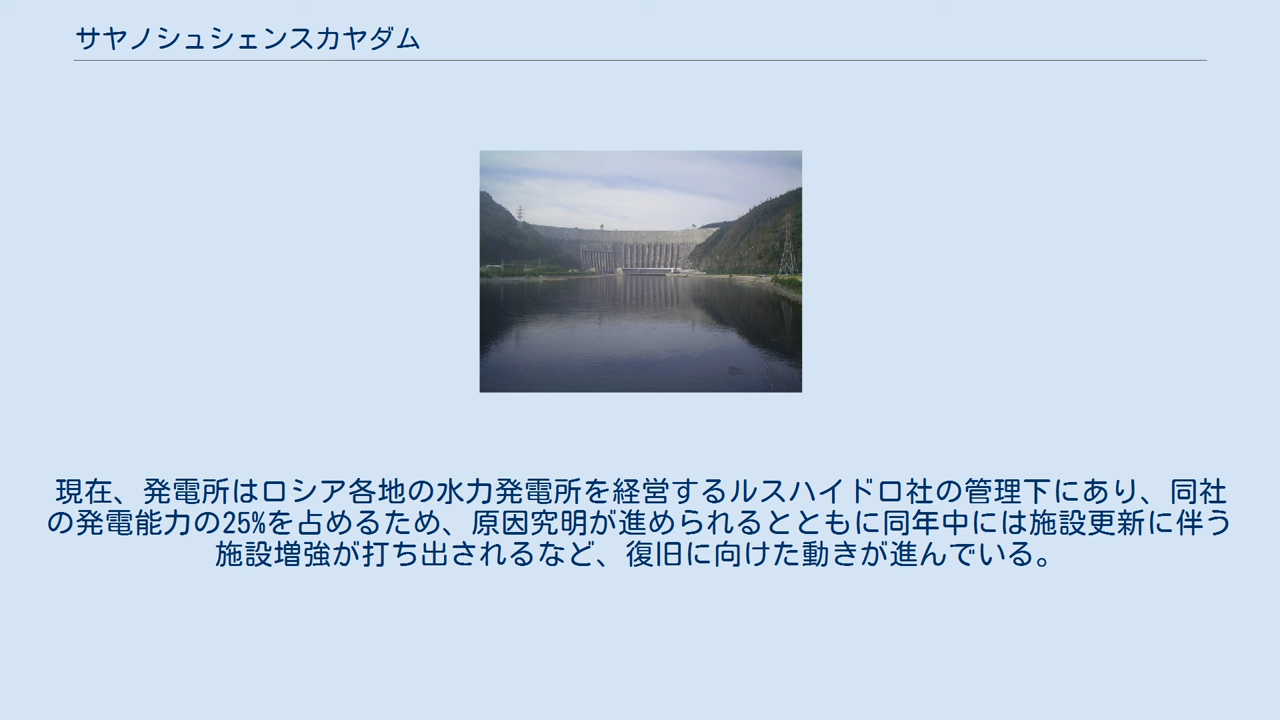 サヤノシュシェンスカヤダム
現在、発電所はロシア各地の水力発電所を経営するルスハイドロ社の管理下にあり、同社
の発電能力の25%を占めるため、原因究明が進められるとともに同年中には施設更新に伴う
施設増強が打ち出されるなど、復旧に向けた動きが進んでいる。